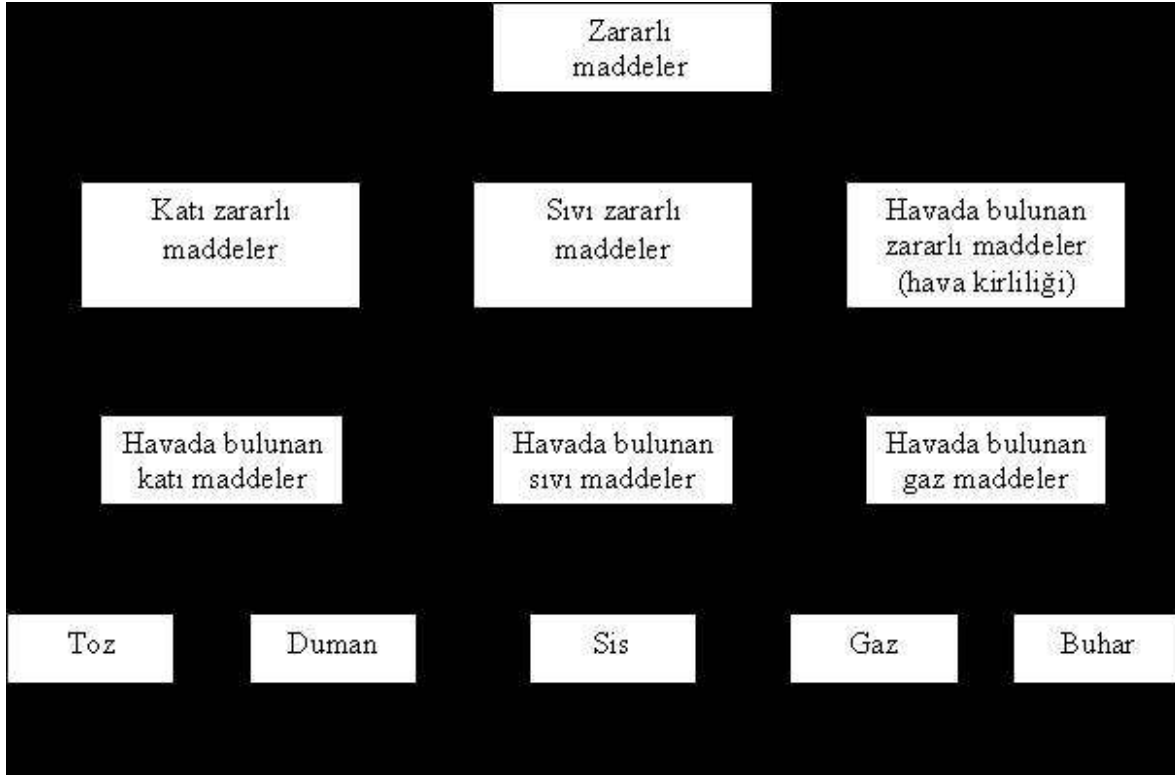 Zararlı
maddeler
Katı zararlı
maddeler
Sıvı zararlı
maddeler
Havada bulunan
zararlı maddeler
(hava kirliliği)
Havada bulunan
katı maddeler
Havada bulunan
sıvı maddeler
Havada bulunan
gaz maddeler
Toz
Duman
Sis
Gaz
Buhar